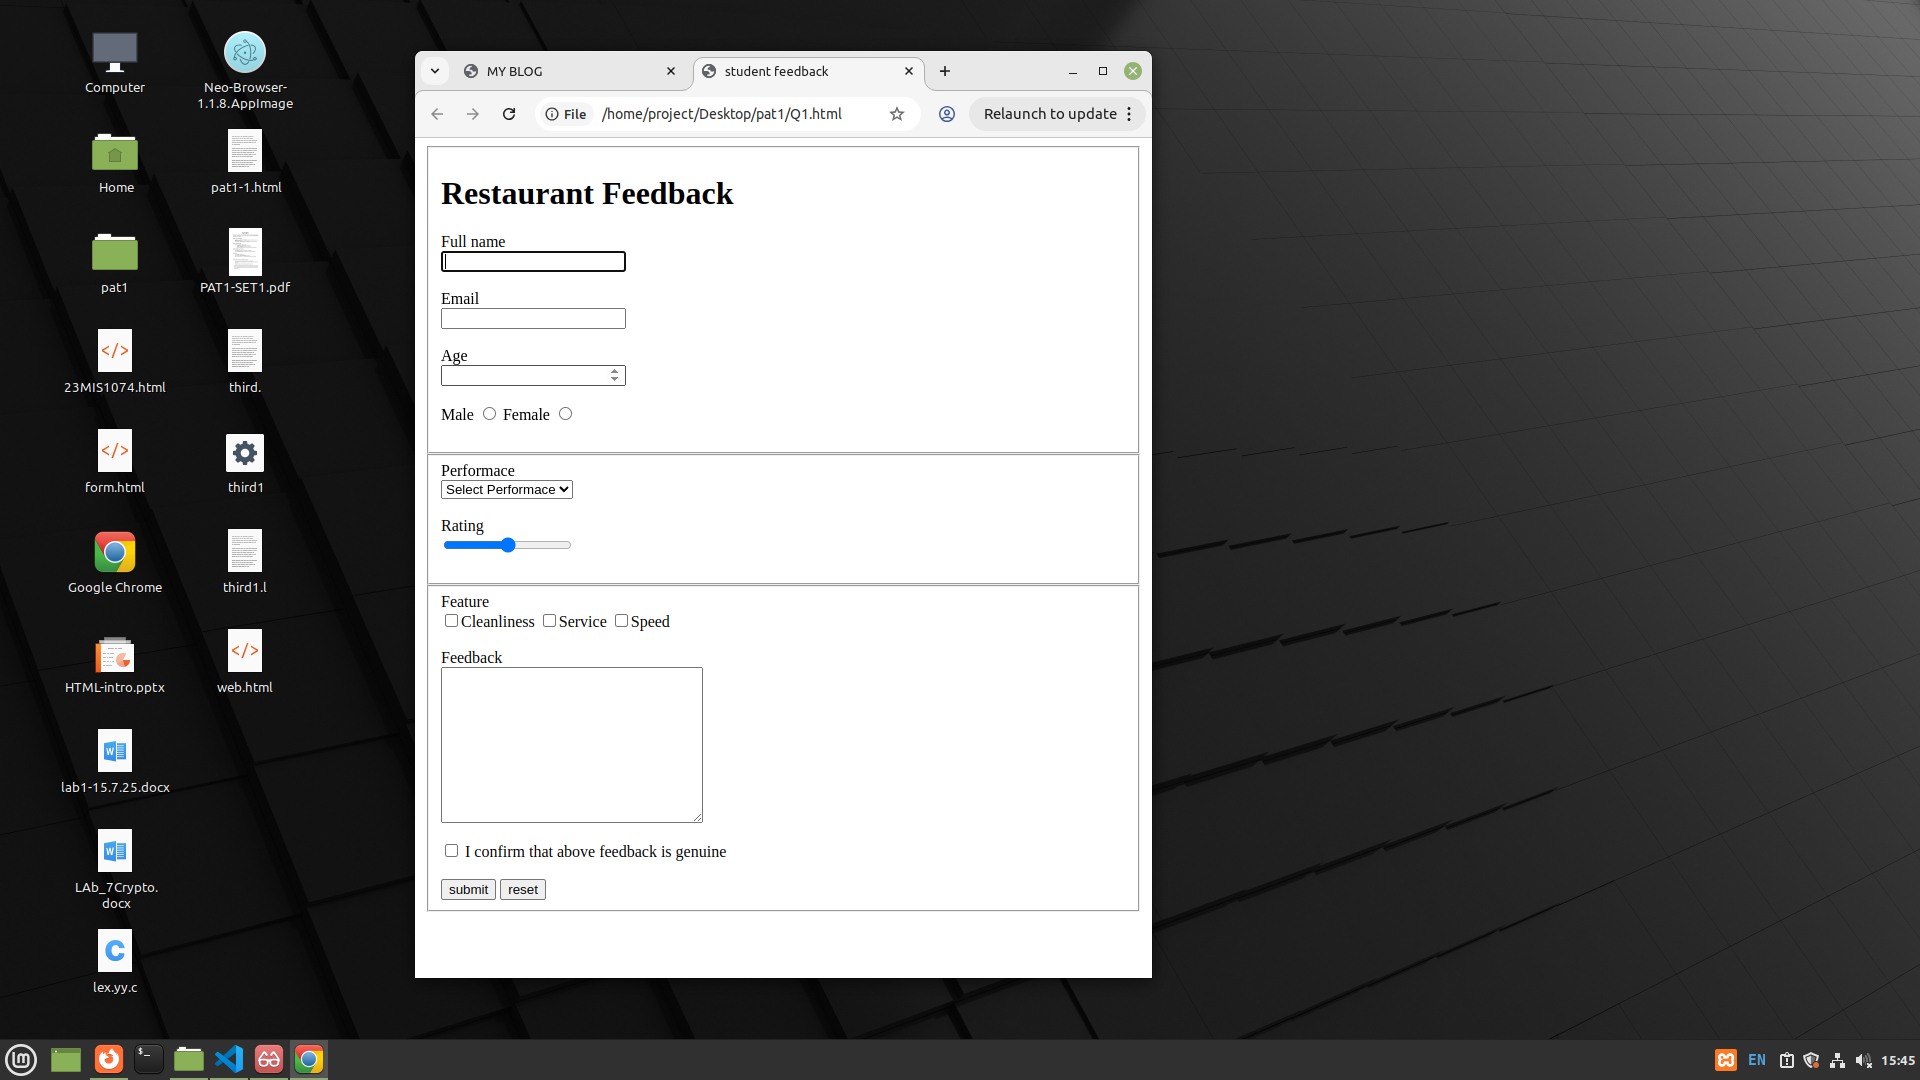 Computer
Neo-Browser-
1.1.8.AppImage
Home
pat1-1.html
pat1
PAT1-SET1.pdf
23MIS1074.html
third.
form.html
third1
Google Chrome
third1.l
HTML-intro.pptx
web.html
lab1-15.7.25.docx
LAb_7Crypto.
docx
lex.yy.c
MY BLOG
student feedback
File
/home/project/Desktop/pat1/Q1.html
Relaunch to update
Restaurant Feedback
Full name
Email
Age
Male Female
Performace
Select Performace
Rating
Feature
Cleanliness Service Speed
Feedback
I confirm that above feedback is genuine
submit reset
EN
15:45